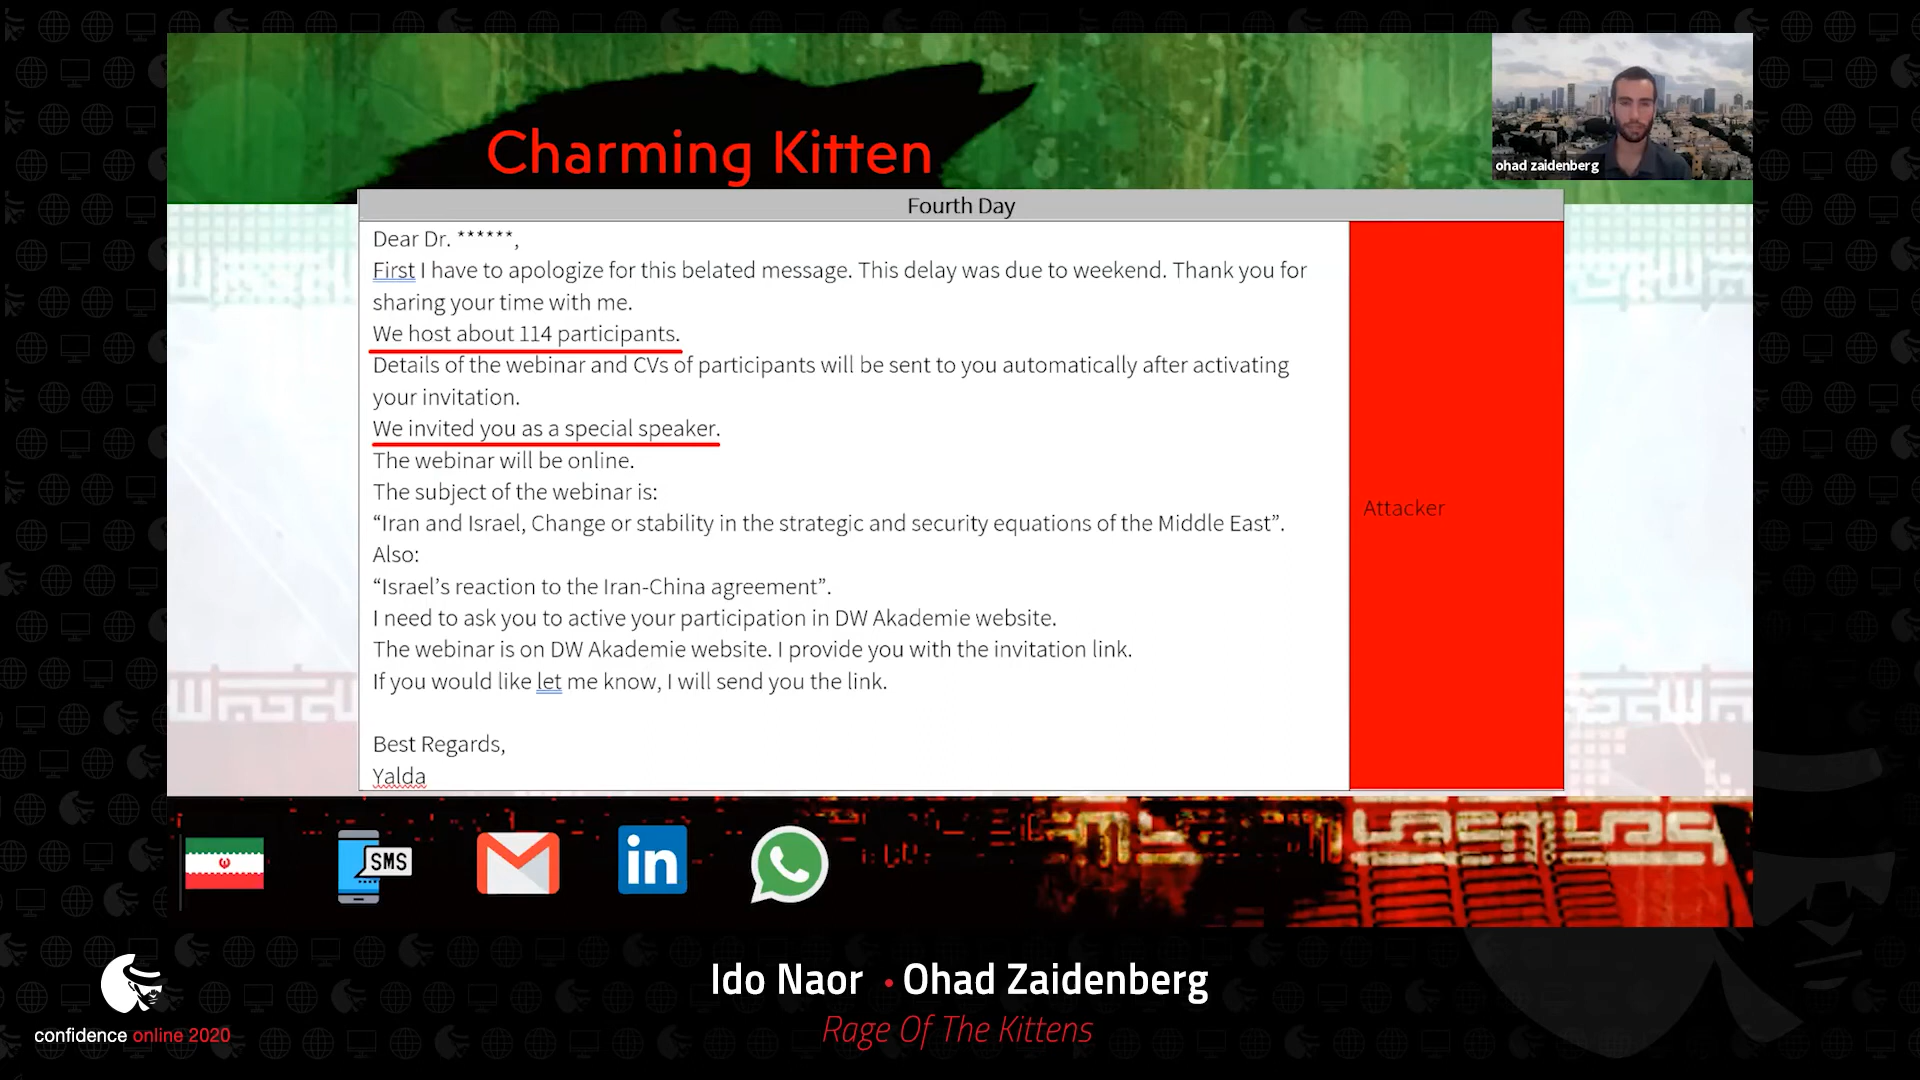 Charming Kitten
ohad zaidenberg
Fourth Day
Dear Dr. ******,
First I have to apologize for this belated message. This delay was due to weekend. Thank you for
sharing your time with me.
We host about 114 participants.
Details of the webinar and CVs of participants will be sent to you automatically after activating
your invitation.
We invited you as a special speaker.
The webinar will be online.
The subject of the webinar is:
“Iran and Israel, Change or stability in the strategic and security equations of the Middle East”.
Also:
“Israel’s reaction to the Iran-China agreement”.
I need to ask you to active your participation in DW Akademie website.
The webinar is on DW Akademie website. I provide you with the invitation link.
If you would like let me know, I will send you the link.
Best Regards,
Yalda
Attacker
SMS
in
Ido Naor • Ohad Zaidenberg
Rage Of The Kittens
confidence online 2020